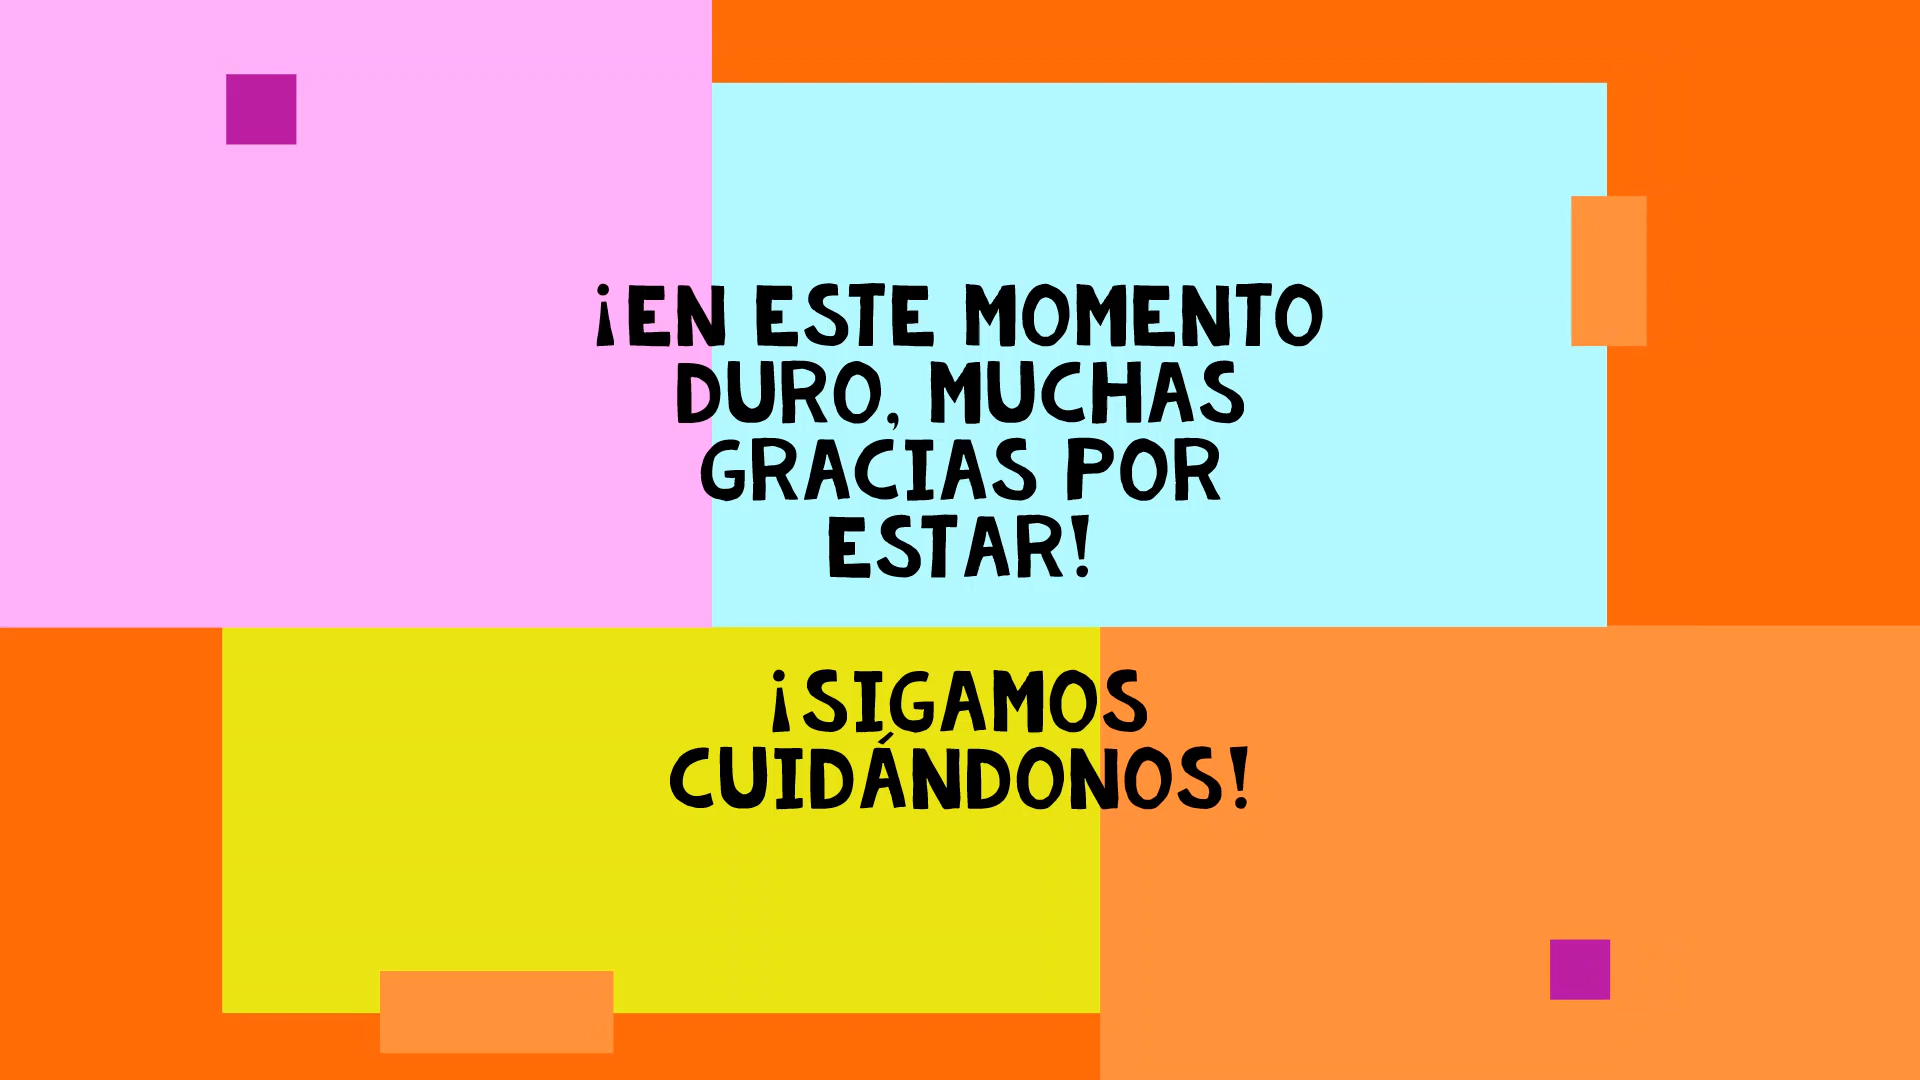 ¡EN ESTE MOMENTO
DURO, MUCHAS
GRACIAS POR
ESTAR!
¡SIGAMOS
CUIDÁNDONOS!